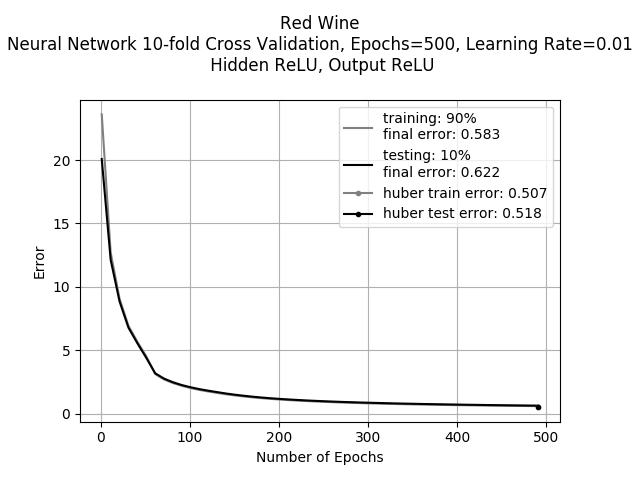 Red Wine
Neural Network 10-fold Cross Validation, Epochs=500, Learning Rate=0.01
Hidden ReLU, Output ReLU
training: 90%
final error: 0.583
testing: 10%
final error: 0.622
huber train error: 0.507
huber test error: 0.518
Error
20
15
10
5
0
0 100 200 300 400 500
Number of Epochs